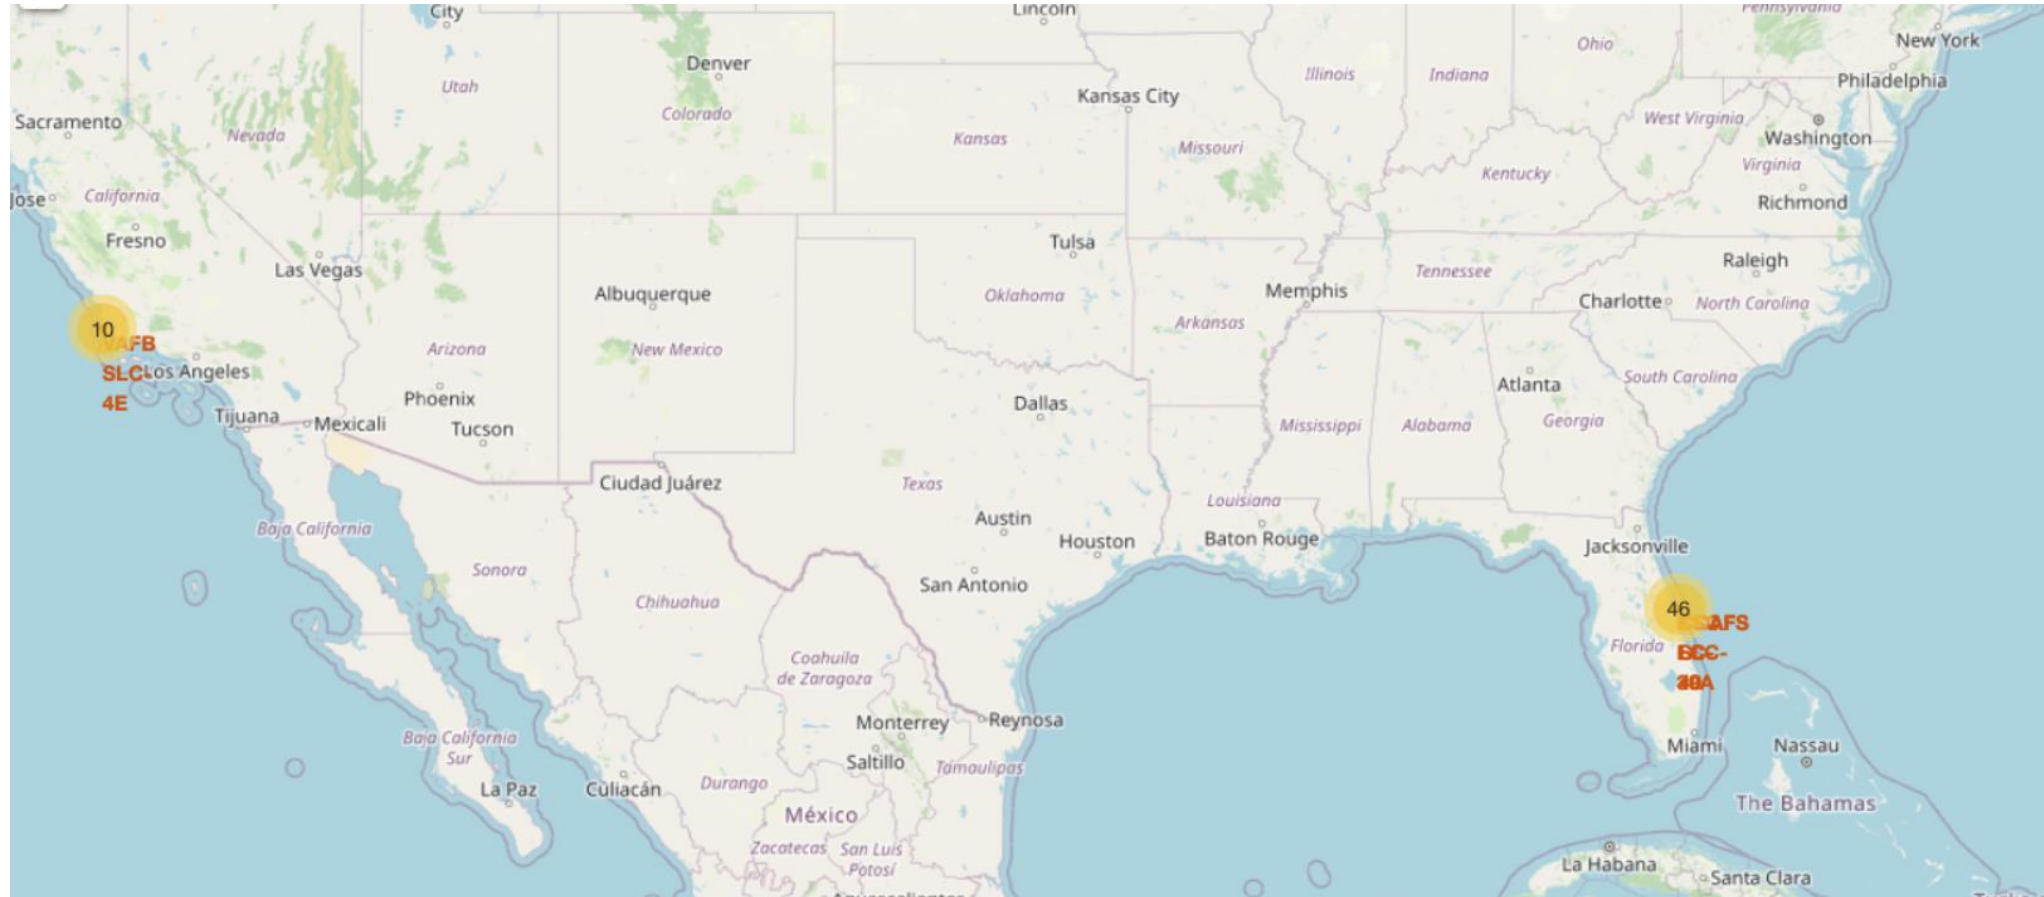 City
Lincoln
Pennsylvania
New York
Ohio
Denver
Illinois
Indiana
Utah
Philadelphia
Kansas City
Colorado
Sacramento
West Virginia
Nevada
Kansas
Washington
Missouri
Virginia
Kentucky
California
Jose
Richmond
Fresno
Tulsa
Las Vegas
Raleigh
Tennessee
Albuquerque
Oklahoma
Memphis
Charlotte
North Carolina
Arkansas
10
VAFB
SLC-
4E
Los Angeles
Arizona
New Mexico
South Carolina
Atlanta
Phoenix
Dallas
Tijuana
Mexicali
Tucson
Mississippi
Alabama
Georgia
Ciudad Juárez
Texas
Louisiana
Austin
Baja California
Houston
Baton Rouge
Jacksonville
Sonora
San Antonio
Chihuahua
46
AFS
Florida
Coahuila
de Zaragoza
Monterrey
Reynosa
Baja California
Sur
Miami
Nassau
Saltillo
Tamaulipas
La Paz
Culiacán
Durango
The Bahamas
México
Zacatecas
San Luis
Potosí
La Habana
Santa Clara
Aguascalientes